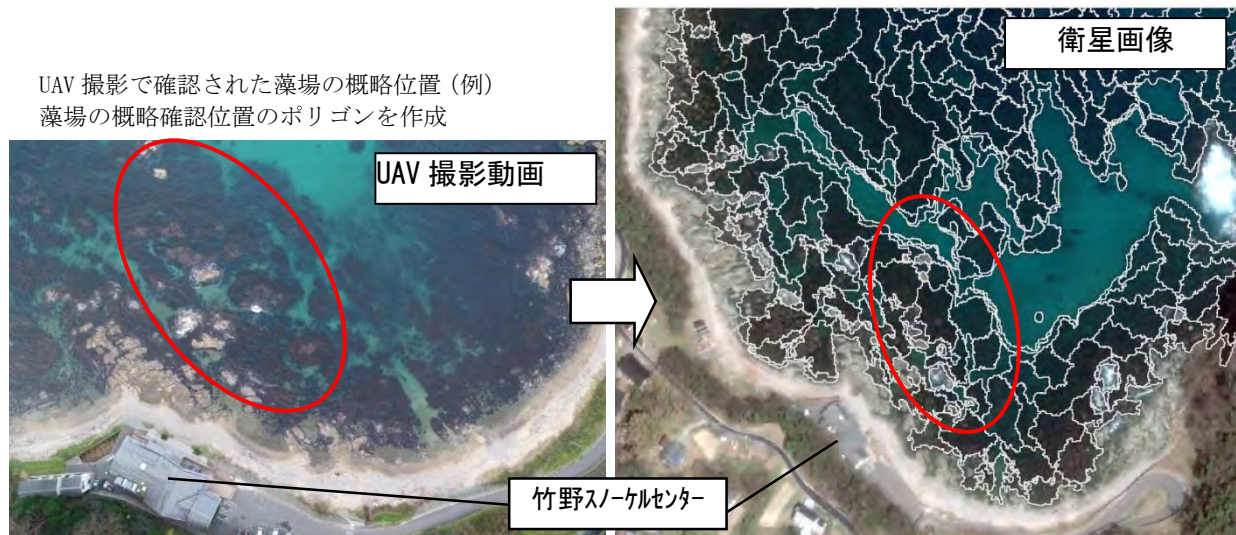 UAV 撮影で確認された藻場の概略位置（例）
藻場の概略確認位置のポリゴンを作成
UAV 撮影動画
衛星画像
竹野ｽﾉｰｹﾙｾﾝﾀｰ